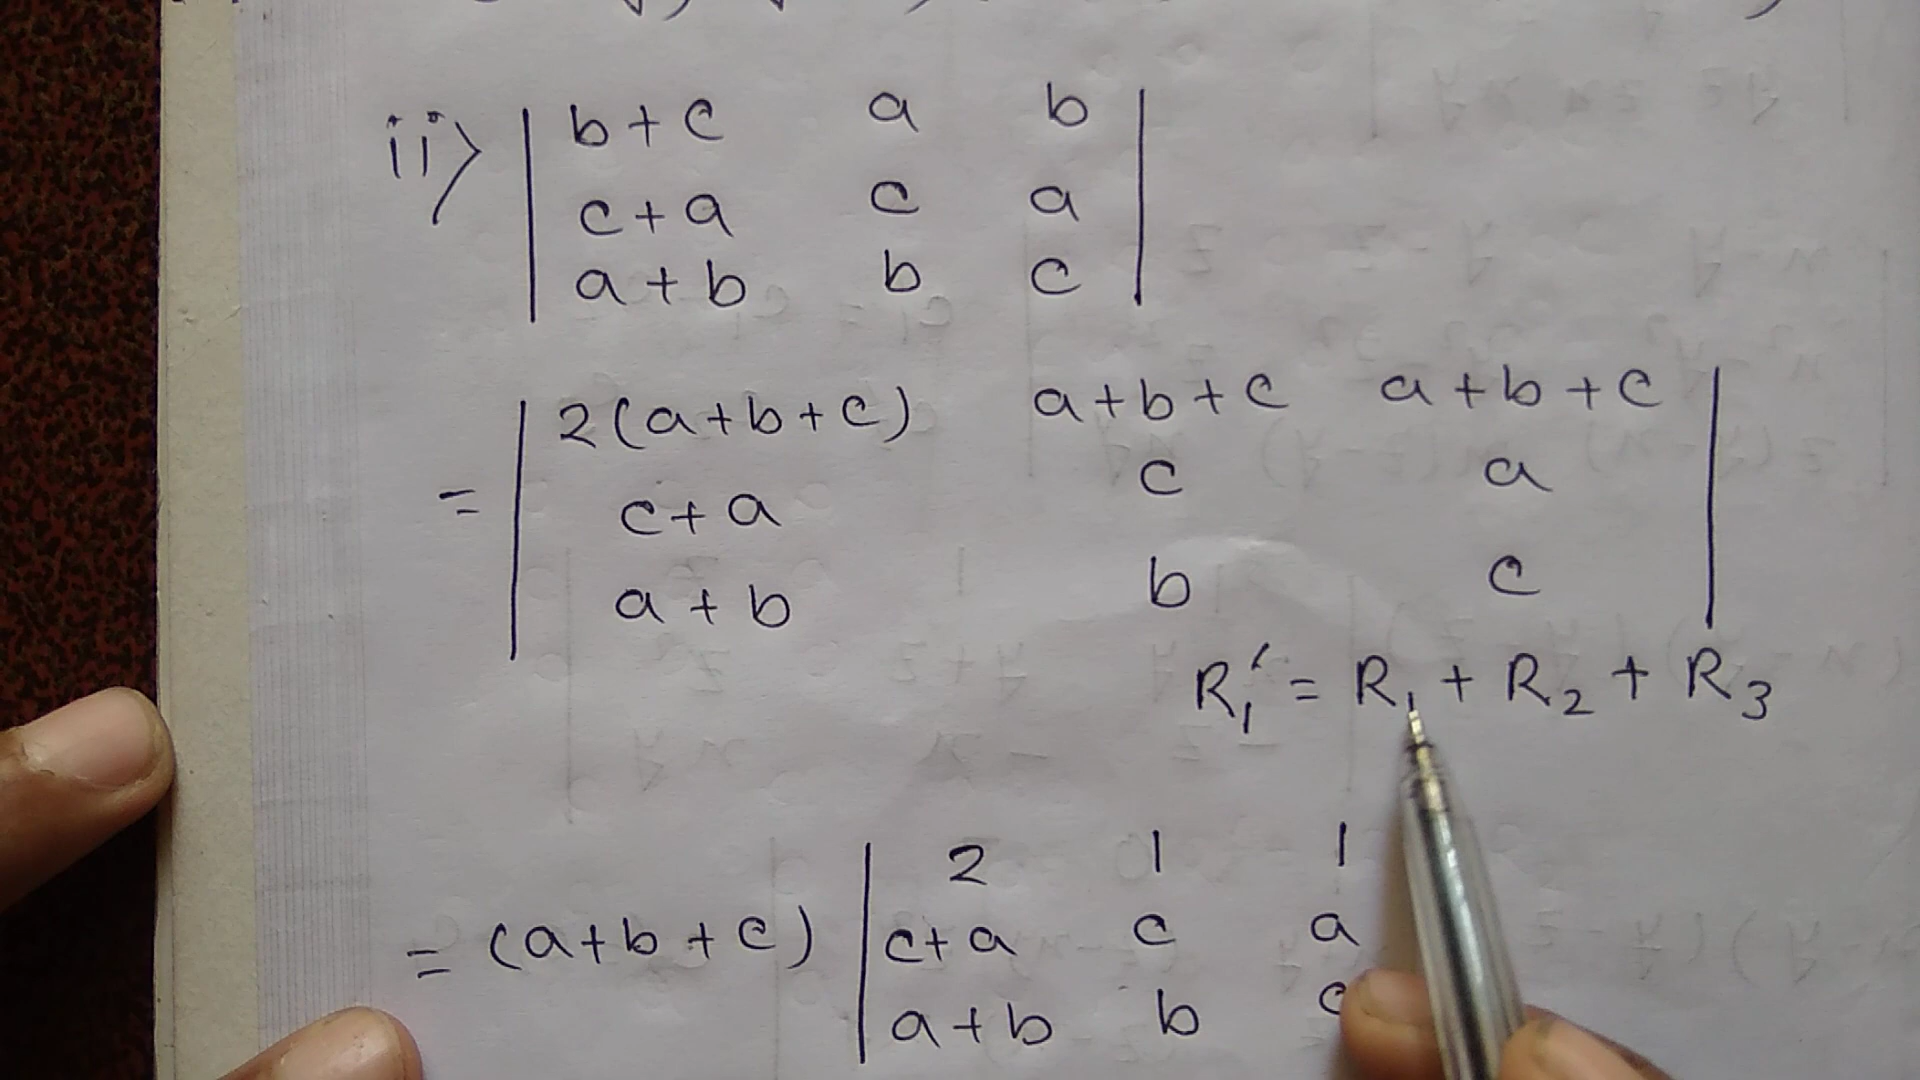 ii> | b+c a b |
| c+a c a |
| a+b b c |
= | 2(a+b+c) a+b+c a+b+c |
| c+a c a |
| a+b b c |
R₁′ = R₁ + R₂ + R₃
= (a+b+c) | 2 1 1
| c+a c a
| a+b b c